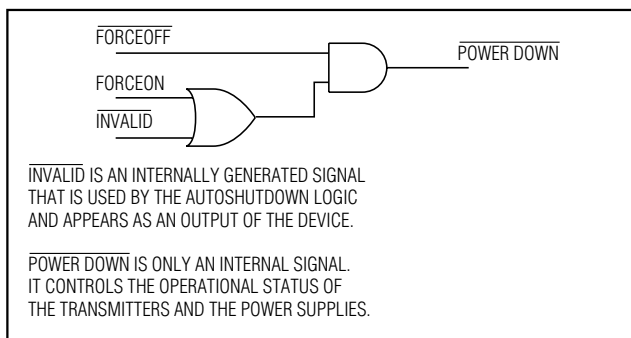 FORCEOFF
POWER DOWN
FORCEON
INVALID
INVALID IS AN INTERNALLY GENERATED SIGNAL
THAT IS USED BY THE AUTOSHUTDOWN LOGIC
AND APPEARS AS AN OUTPUT OF THE DEVICE.
POWER DOWN IS ONLY AN INTERNAL SIGNAL.
IT CONTROLS THE OPERATIONAL STATUS OF
THE TRANSMITTERS AND THE POWER SUPPLIES.